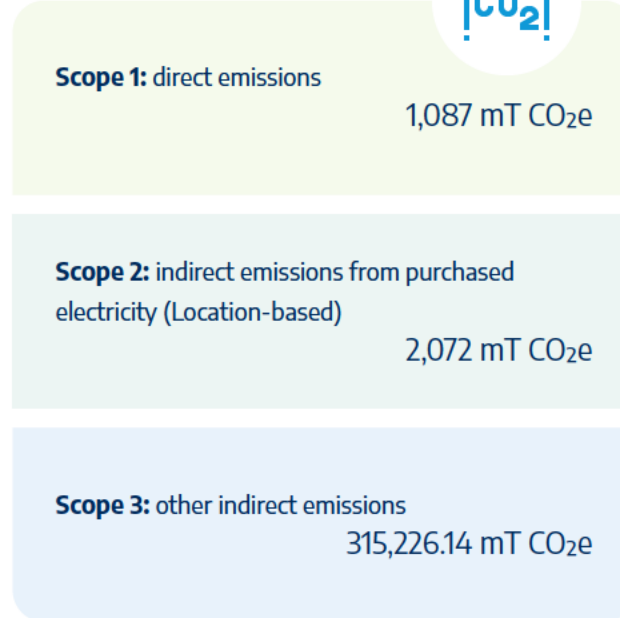 CO2
Scope 1: direct emissions
1,087 mT CO2e
Scope 2: indirect emissions from purchased
electricity (Location-based)
2,072 mT CO2e
Scope 3: other indirect emissions
315,226.14 mT CO2e